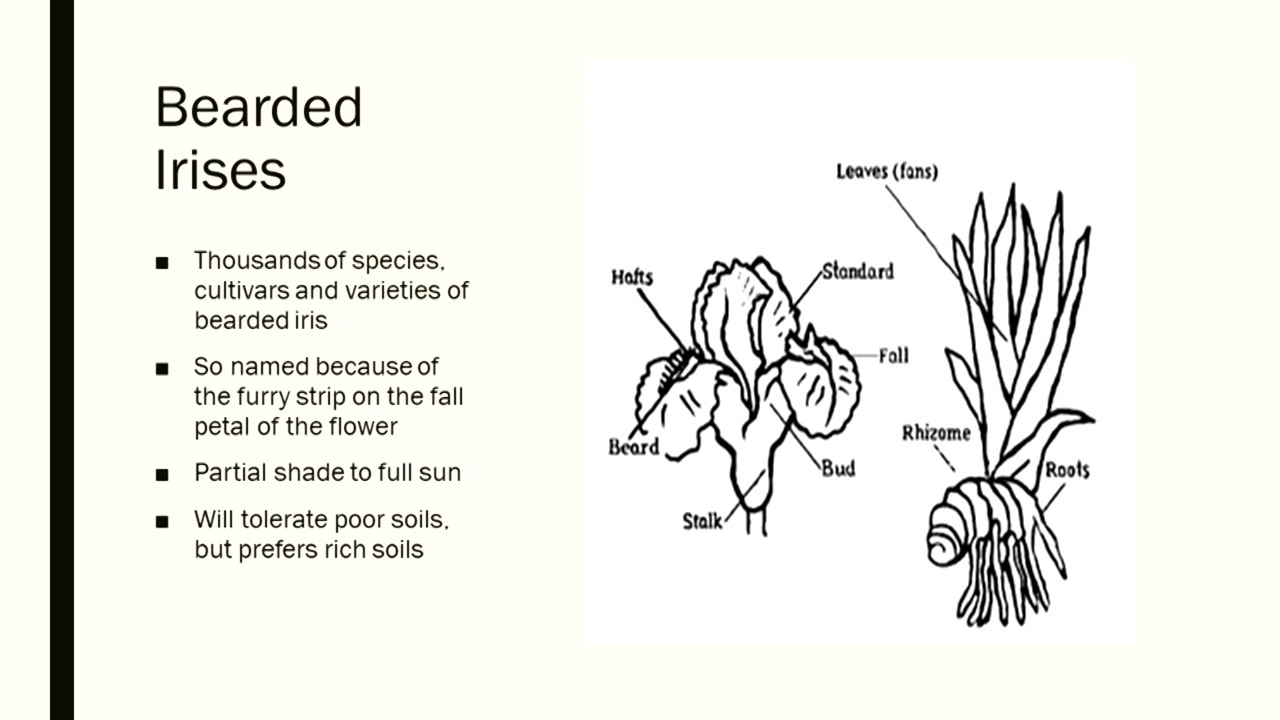 Bearded
Irises
■ Thousands of species,
cultivars and varieties of
bearded iris
■ So named because of
the furry strip on the fall
petal of the flower
■ Partial shade to full sun
■ Will tolerate poor soils,
but prefers rich soils
Leaves (fans)
Hafts
Standard
Fall
Beard
Bud
Stalk
Rhizome
Roots